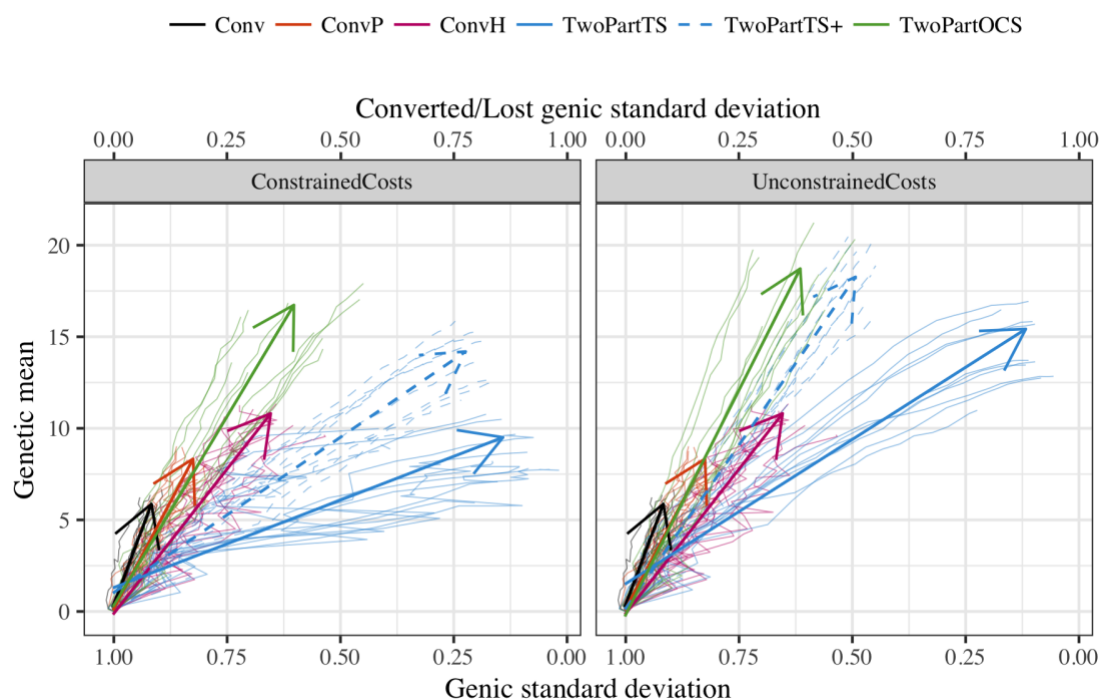 Conv ConvP ConvH TwoPartTS TwoPartTS+ TwoPartOCS
Converted/Lost genic standard deviation
0.00 0.25 0.50 0.75 1.00 0.00 0.25 0.50 0.75 1.00
ConstrainedCosts UnconstrainedCosts
Genetic mean
20
15
10
5
0
1.00 0.75 0.50 0.25 0.00 1.00 0.75 0.50 0.25 0.00
Genic standard deviation